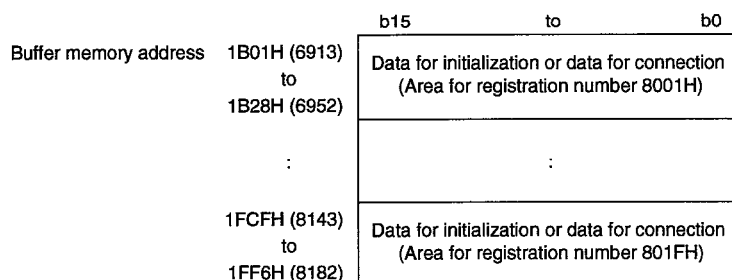 b15 to b0
Buffer memory address 1B01H (6913)
to
1B28H (6952)
Data for initialization or data for connection
(Area for registration number 8001H)
: :
1FCFH (8143)
to
1FF6H (8182)
Data for initialization or data for connection
(Area for registration number 801FH)